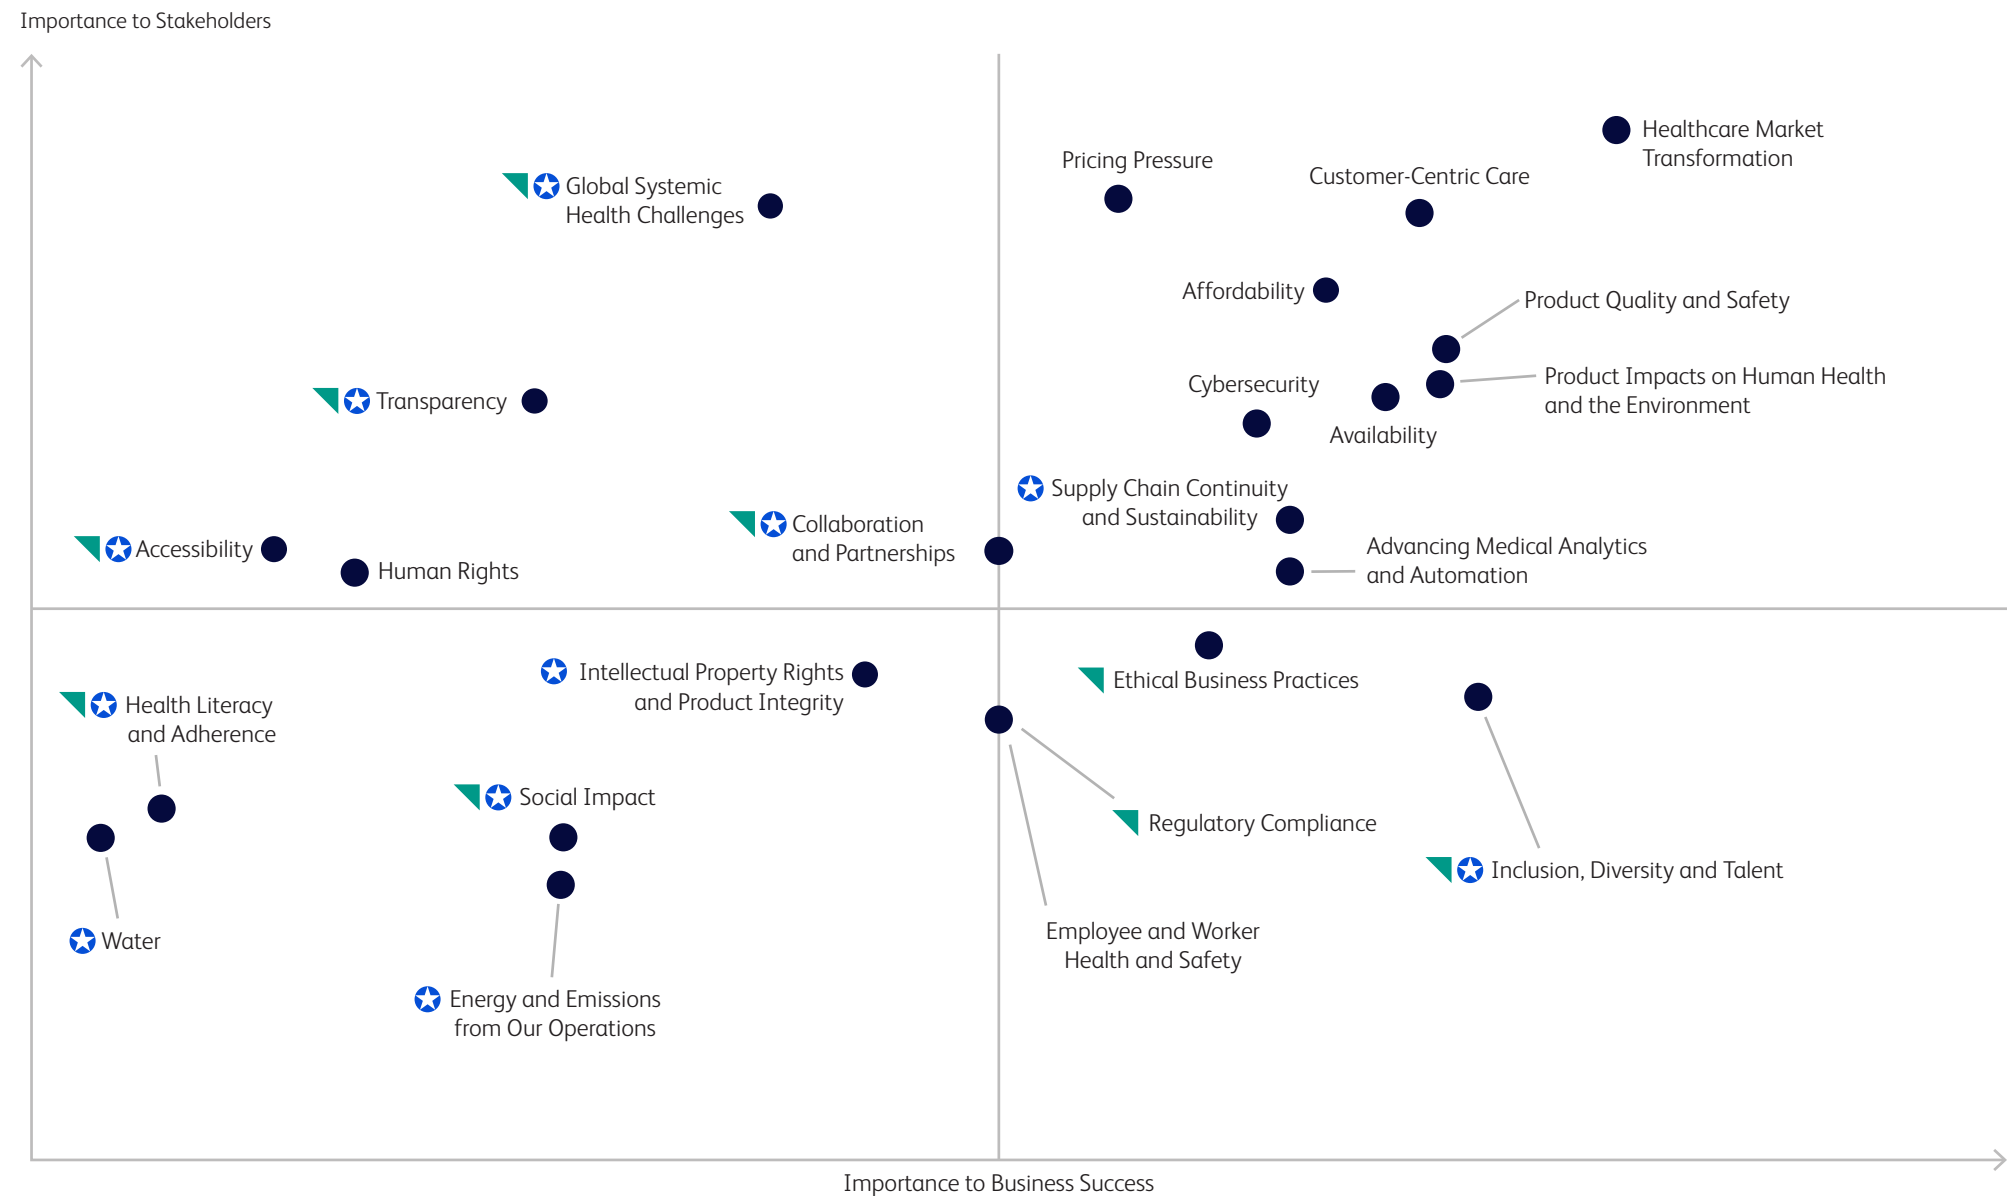 Importance to Stakeholders
Healthcare Market
Transformation
Pricing Pressure
Customer-Centric Care
Global Systemic
Health Challenges
Affordability
Product Quality and Safety
Cybersecurity
Product Impacts on Human Health
and the Environment
Transparency
Availability
Supply Chain Continuity
and Sustainability
Collaboration
and Partnerships
Accessibility
Human Rights
Advancing Medical Analytics
and Automation
Intellectual Property Rights
and Product Integrity
Ethical Business Practices
Health Literacy
and Adherence
Social Impact
Regulatory Compliance
Inclusion, Diversity and Talent
Water
Employee and Worker
Health and Safety
Energy and Emissions
from Our Operations
Importance to Business Success